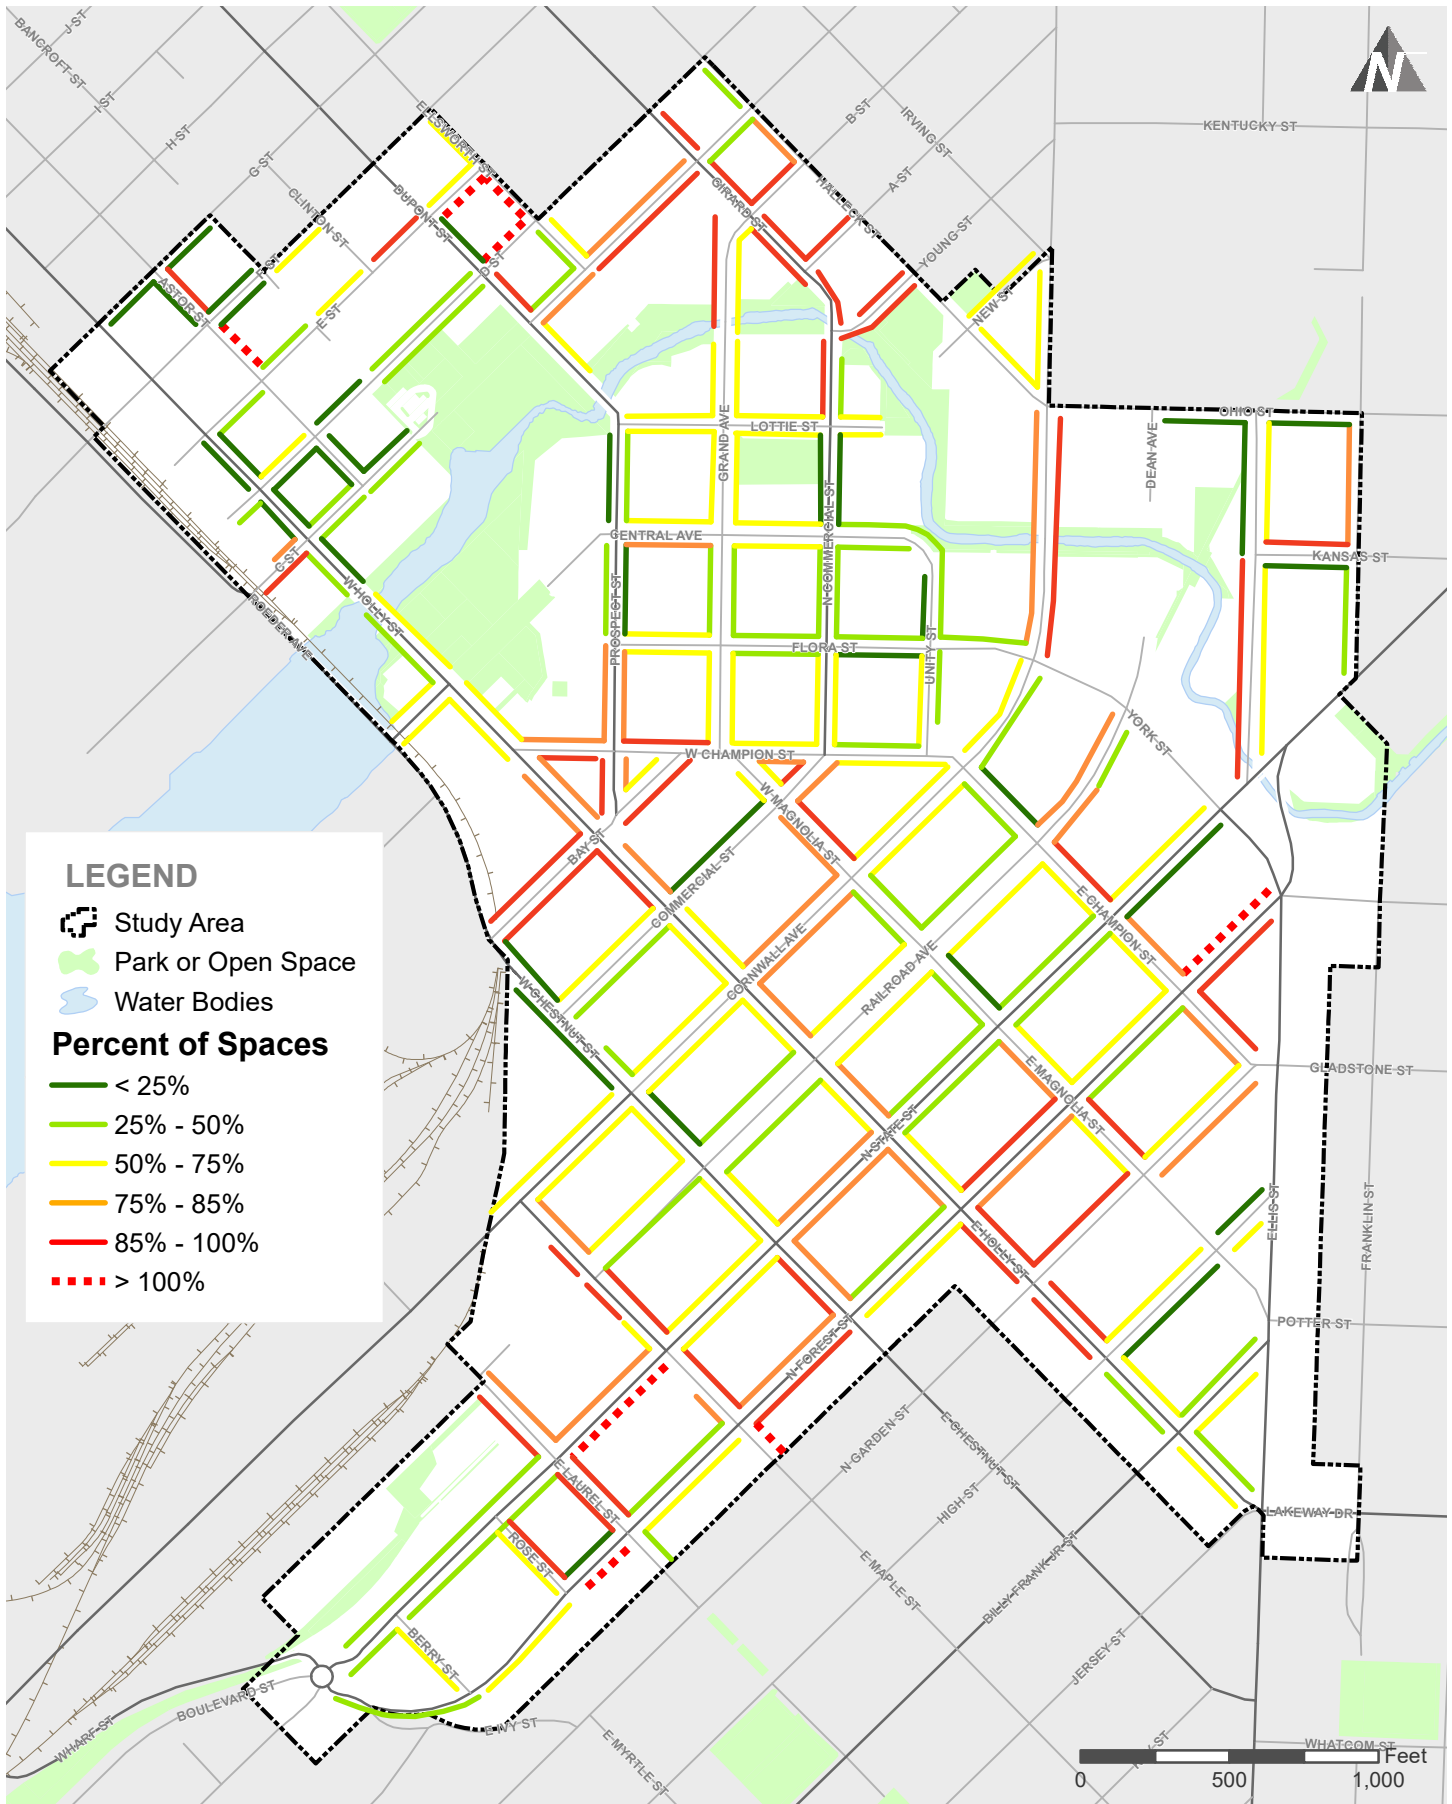 J ST
BANCROFT ST
I ST
H ST
G ST
ELLSWORTH ST
B ST
IRVING ST
N
KENTUCKY ST
CLINTON ST
DUPONT ST
GIRARD ST
HALLECK ST
A ST
YOUNG ST
F ST
D ST
ASTOR ST
E ST
NEW ST
OHIO ST
LOTTIE ST
GRAND AVE
DEAN AVE
N COMMERCIAL ST
CENTRAL AVE
KANSAS ST
C ST
W HOLLY ST
PROSPECT ST
ROEDER AVE
FLORA ST
UNITY ST
YORK ST
W CHAMPION ST
W MAGNOLIA ST
BAY ST
COMMERCIAL ST
E CHAMPION ST
CORNWALL AVE
RAILROAD AVE
W CHESTNUT ST
E MAGNOLIA ST
GLADSTONE ST
N STATE ST
ELLIS ST
FRANKLIN ST
E HOLLY ST
POTTER ST
N FOREST ST
N GARDEN ST
E CHESTNUT ST
E LAUREL ST
HIGH ST
LAKEWAY DR
ROSE ST
E MAPLE ST
BILLY FRANK JR ST
BERRY ST
JERSEY ST
BOULEVARD ST
WHARF ST
E IVY ST
E MYRTLE ST
WHATCOM ST
LEGEND
Study Area
Park or Open Space
Water Bodies
Percent of Spaces
< 25%
25% - 50%
50% - 75%
75% - 85%
85% - 100%
> 100%
Feet
0 500 1,000